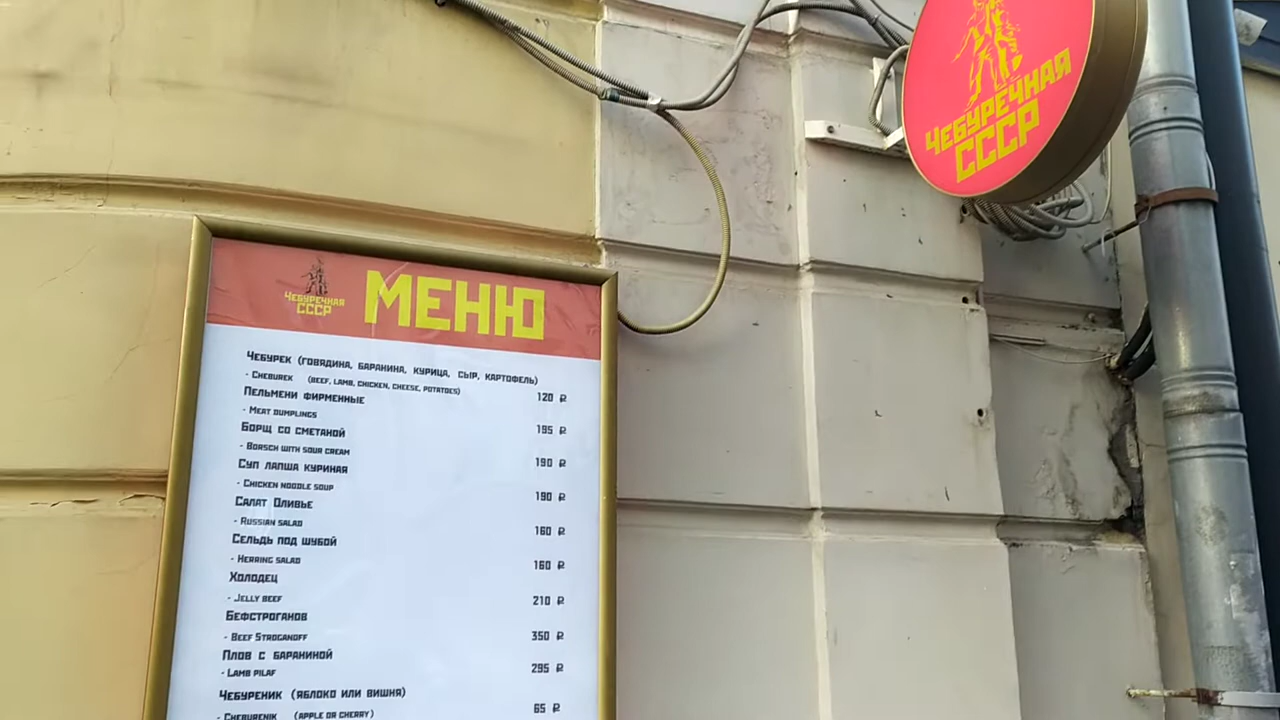 ЧЕБУРЕЧНАЯ
СССР
ЧЕБУРЕЧНАЯ
СССР
МЕНЮ
ЧЕБУРЕК (ГОВЯДИНА, БАРАНИНА, КУРИЦА, СЫР, КАРТОФЕЛЬ)
- CHEBUREK (BEEF, LAMB, CHICKEN, CHEESE, POTATOES) 120 ₽
ПЕЛЬМЕНИ ФИРМЕННЫЕ
- MEAT DUMPLINGS 195 ₽
БОРЩ СО СМЕТАНОЙ
- BORSCH WITH SOUR CREAM 190 ₽
СУП ЛАПША КУРИНАЯ
- CHICKEN NOODLE SOUP 190 ₽
САЛАТ ОЛИВЬЕ
- RUSSIAN SALAD 160 ₽
СЕЛЬДЬ ПОД ШУБОЙ
- HERRING SALAD 160 ₽
ХОЛОДЕЦ
- JELLY BEEF 210 ₽
БЕФСТРОГАНОВ
- BEEF STROGANOFF 350 ₽
ПЛОВ С БАРАНИНОЙ
- LAMB PILAF 295 ₽
ЧЕБУРЕНИК (ЯБЛОКО ИЛИ ВИШНЯ)
- CHEBURENIK (APPLE OR CHERRY) 65 ₽